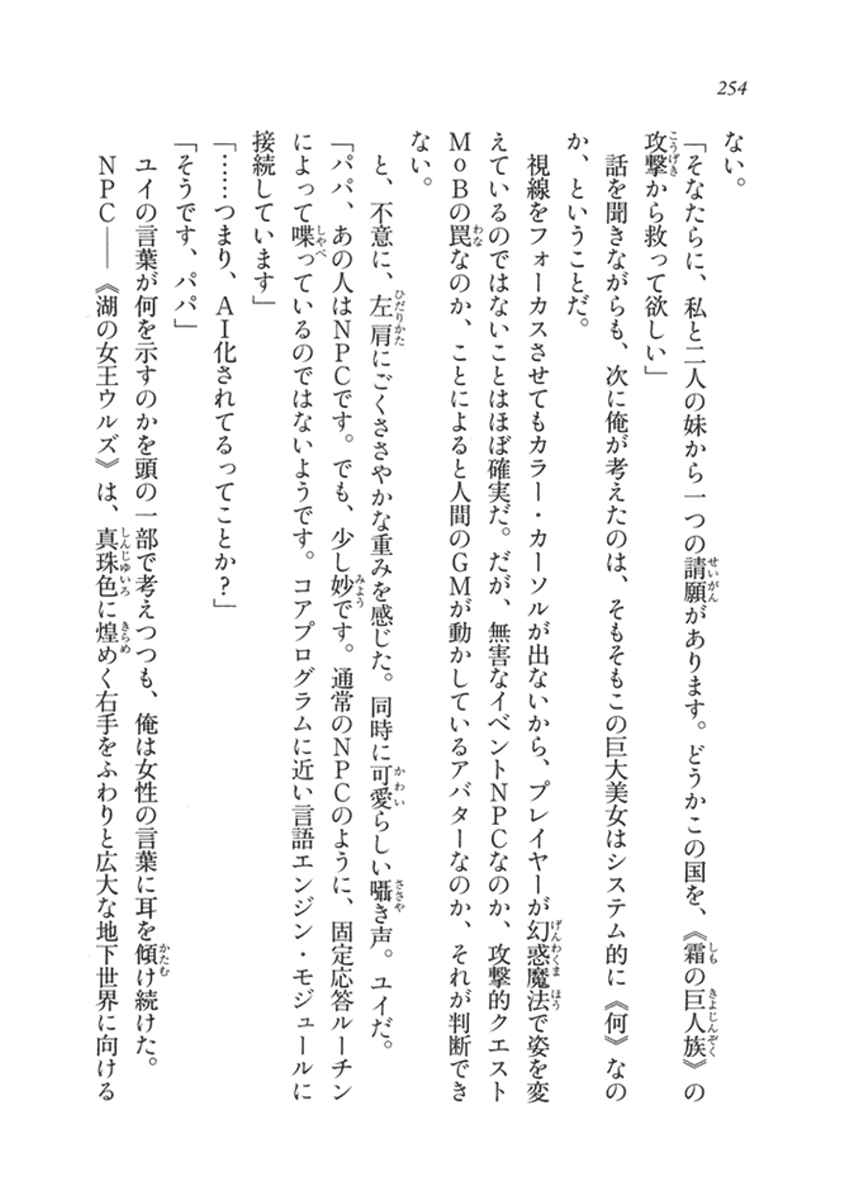 254
ない。
「そなたらに、私と二人の妹から一つの請願があります。どうかこの国を、《霜の巨人族》の
攻撃から救って欲しい」
話を聞きながらも、次に俺が考えたのは、そもそもこの巨大美女はシステム的に《何》なの
か、ということだ。
視線をフォーカスさせてもカラー・カーソルが出ないから、プレイヤーが幻惑魔法で姿を変
えているのではないことはほぼ確実だ。だが、無害なイベントNPCなのか、攻撃的クエスト
MoBの罠なのか、ことによると人間のGMが動かしているアバターなのか、それが判断でき
ない。
と、不意に、左肩にごくささやかな重みを感じた。同時に可愛らしい囁き声。ユイだ。
「パパ、あの人はNPCです。でも、少し妙です。通常のNPCのように、固定応答ルーチン
によって喋っているのではないようです。コアプログラムに近い言語エンジン・モジュールに
接続しています」
「……つまり、AI化されてるってことか?」
「そうです、パパ」
ユイの言葉が何を示すのかを頭の一部で考えつつも、俺は女性の言葉に耳を傾け続けた。
NPC——《湖の女王ウルズ》は、真珠色に煌めく右手をふわりと広大な地下世界に向ける